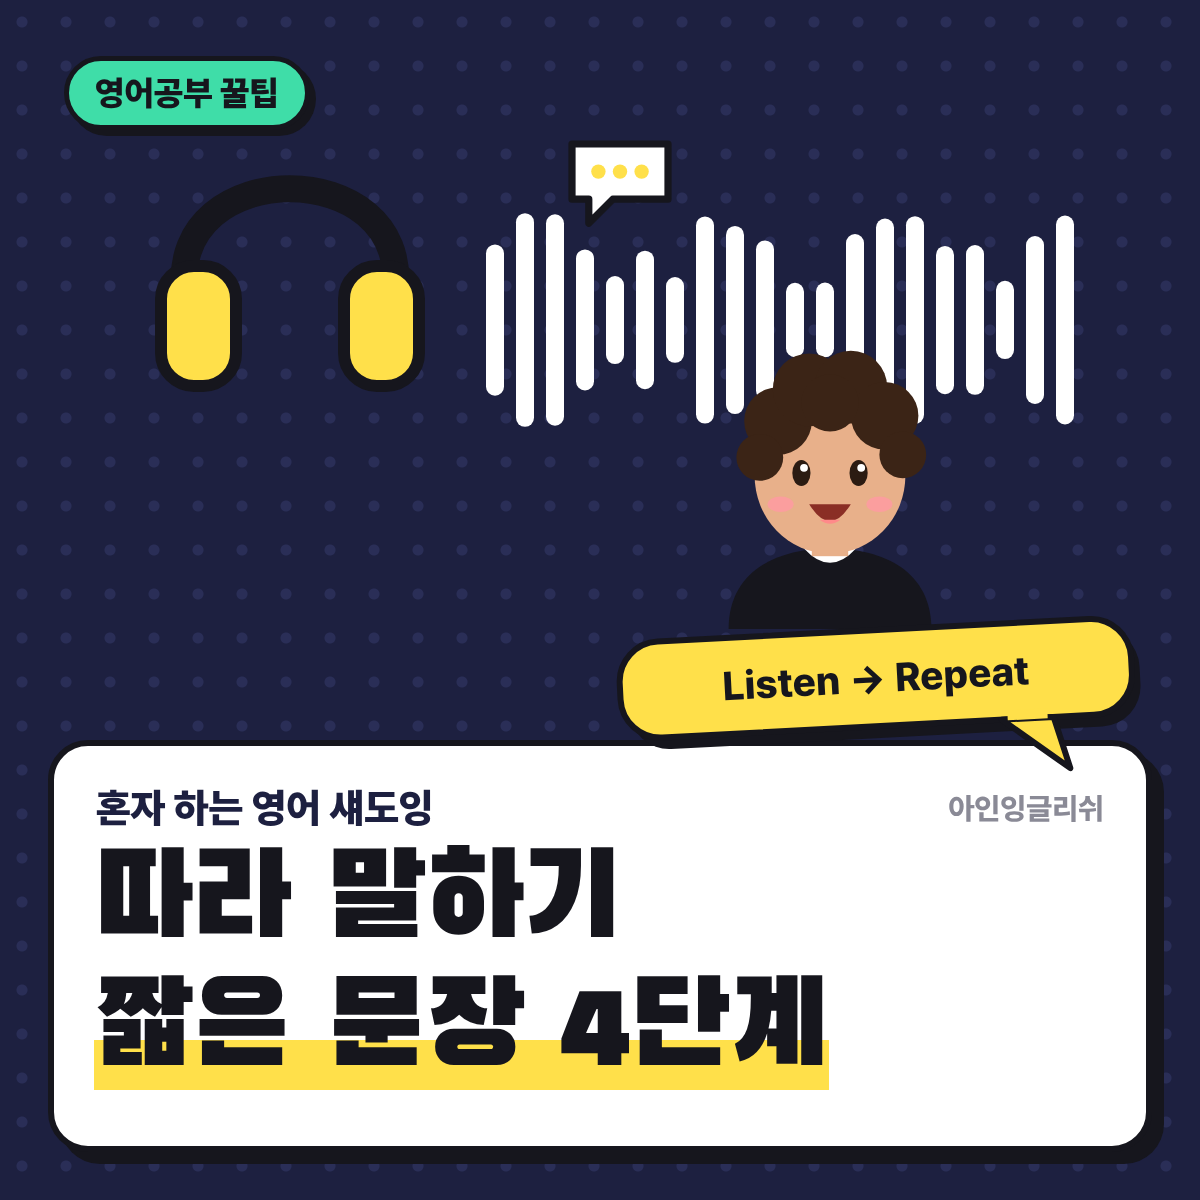 영어공부 꿀팁
Listen → Repeat
혼자 하는 영어 섀도잉
아인잉글리쉬
따라 말하기
짧은 문장 4단계